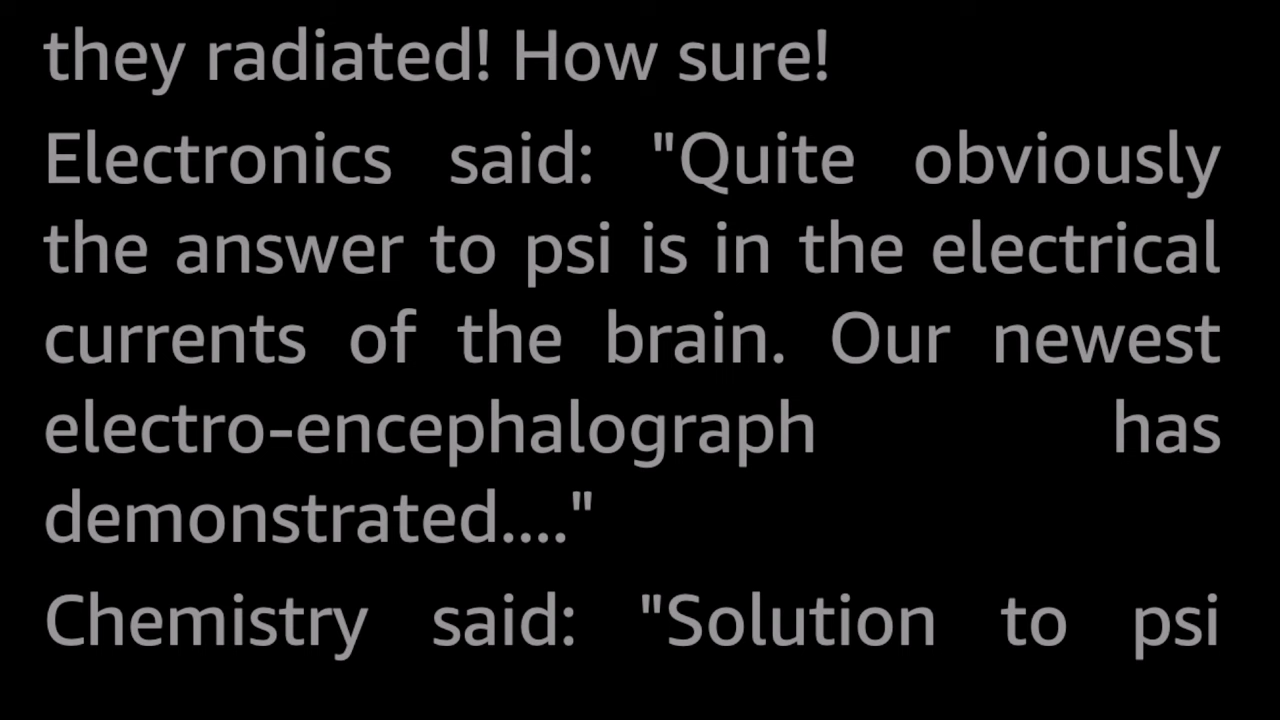 they radiated! How sure!
Electronics said: "Quite obviously
the answer to psi is in the electrical
currents of the brain. Our newest
electro-encephalograph has
demonstrated...."
Chemistry said: "Solution to psi